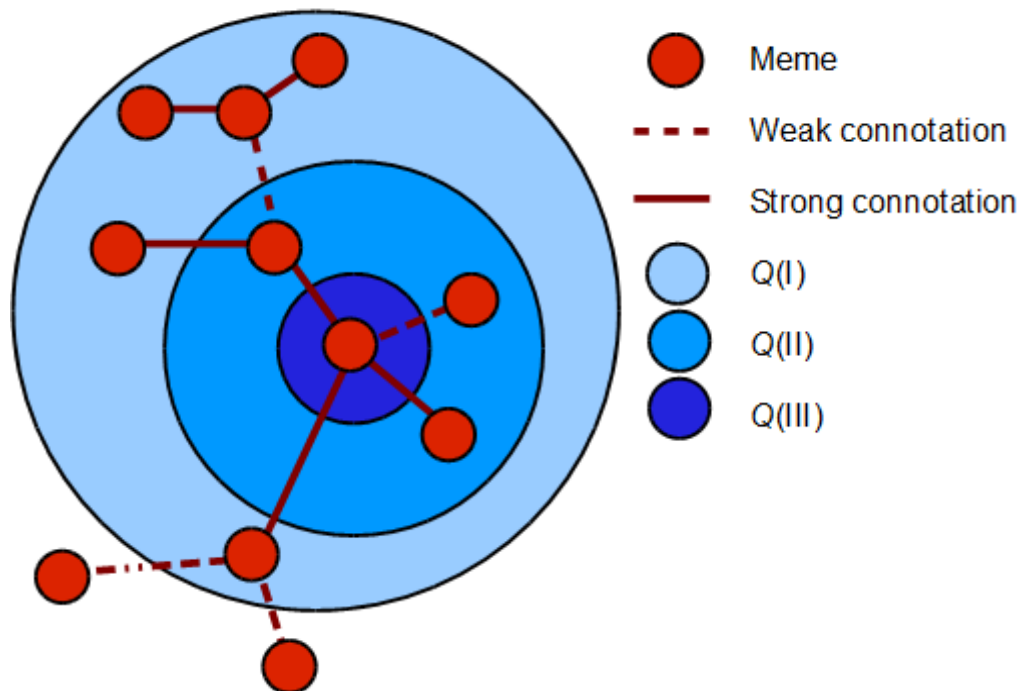 Meme
Weak connotation
Strong connotation
Q(I)
Q(II)
Q(III)